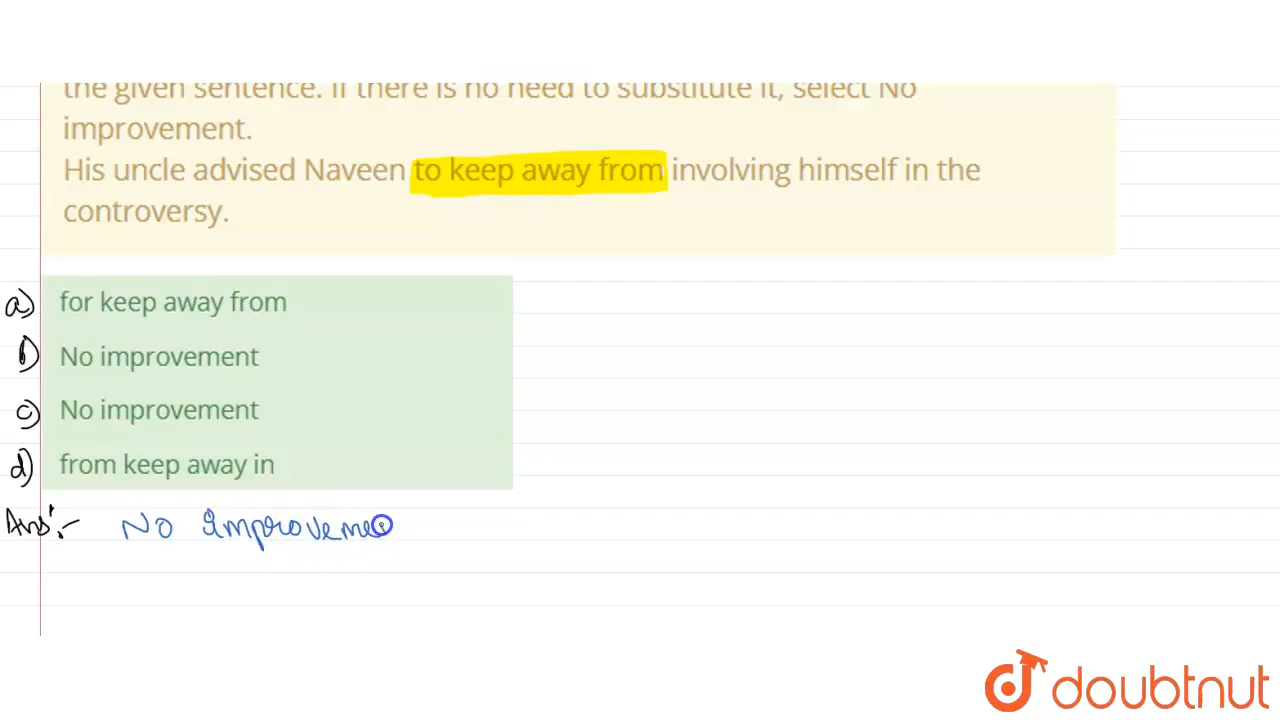 the given sentence. If there is no need to substitute it, select No
improvement.
His uncle advised Naveen to keep away from involving himself in the
controversy.
a) for keep away from
b) No improvement
c) No improvement
d) from keep away in
Ans:- No Improveme
doubtnut